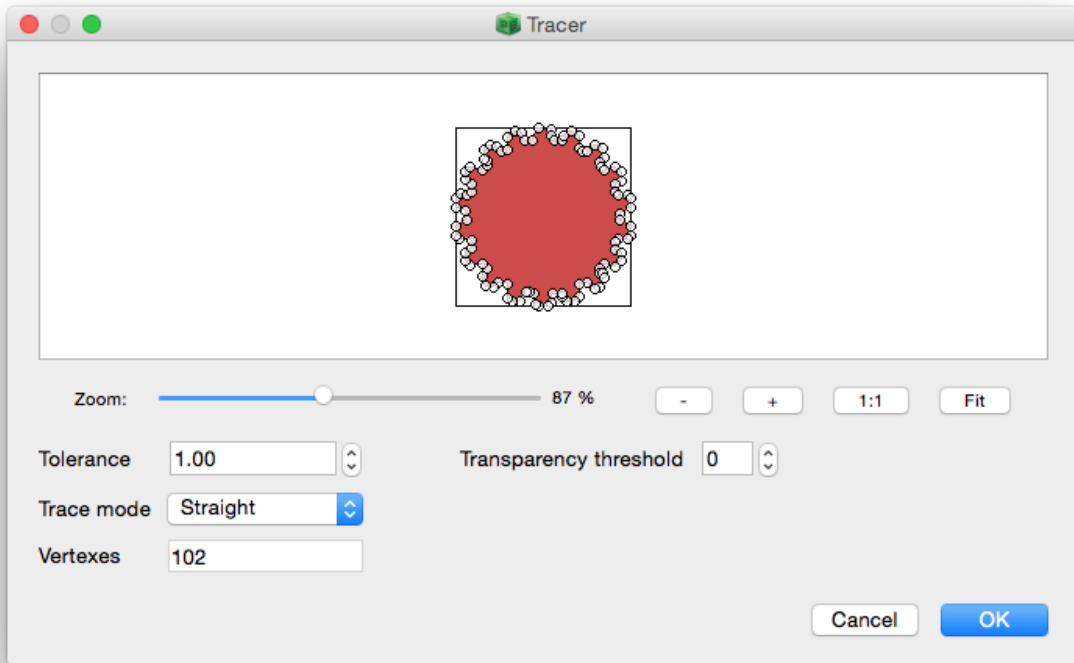 Tracer
Zoom: 87 % - + 1:1 Fit
Tolerance 1.00 Transparency threshold 0
Trace mode Straight
Vertexes 102
Cancel OK